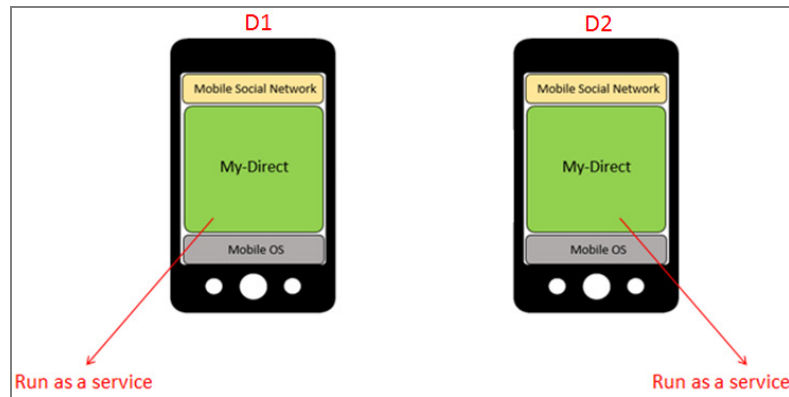 D1
D2
Mobile Social Network
Mobile Social Network
My-Direct
My-Direct
Mobile OS
Mobile OS
Run as a service
Run as a service